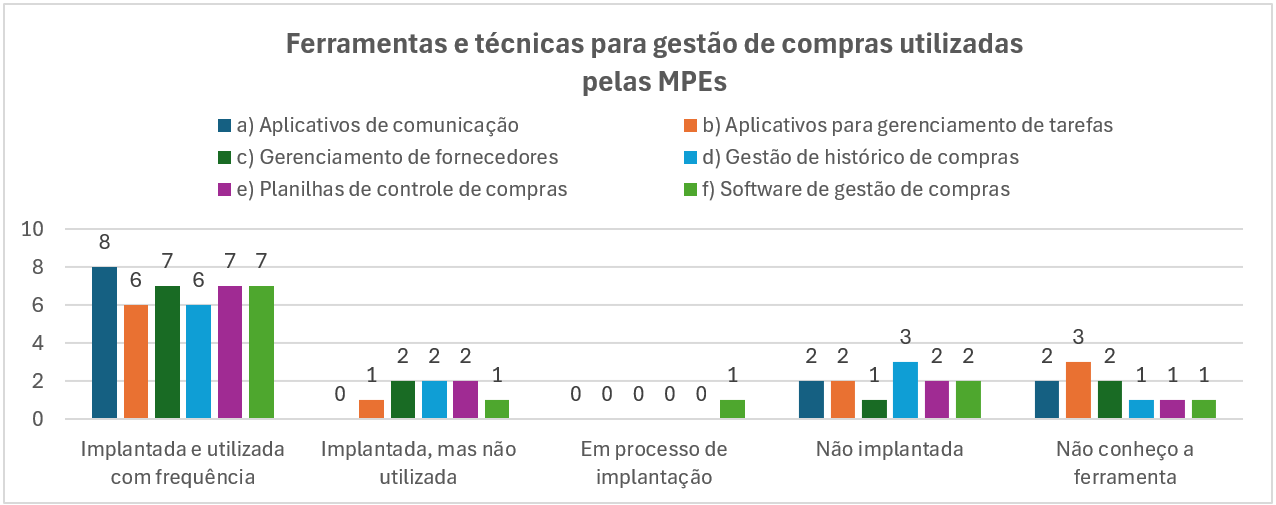 Ferramentas e técnicas para gestão de compras utilizadas
pelas MPEs
a) Aplicativos de comunicação
b) Aplicativos para gerenciamento de tarefas
c) Gerenciamento de fornecedores
d) Gestão de histórico de compras
e) Planilhas de controle de compras
f) Software de gestão de compras
10
8
6
4
2
0
8
6
7
6
7
7
0
1
2
2
2
1
0
0
0
0
0
1
2
2
1
3
2
2
2
3
2
1
1
1
Implantada e utilizada
com frequência
Implantada, mas não
utilizada
Em processo de
implantação
Não implantada
Não conheço a
ferramenta